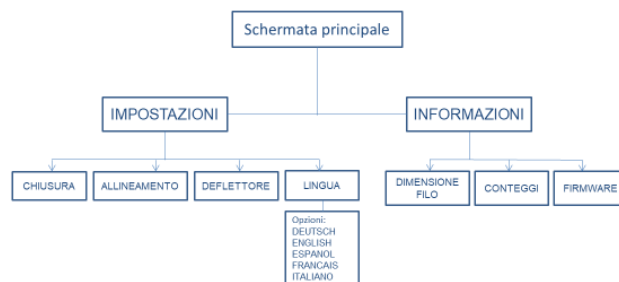 Schermata principale
IMPOSTAZIONI
INFORMAZIONI
CHIUSURA
ALLINEAMENTO
DEFLETTORE
LINGUA
DIMENSIONE
FILO
CONTEGGI
FIRMWARE
Opzioni:
DEUTSCH
ENGLISH
ESPANOL
FRANCAIS
ITALIANO